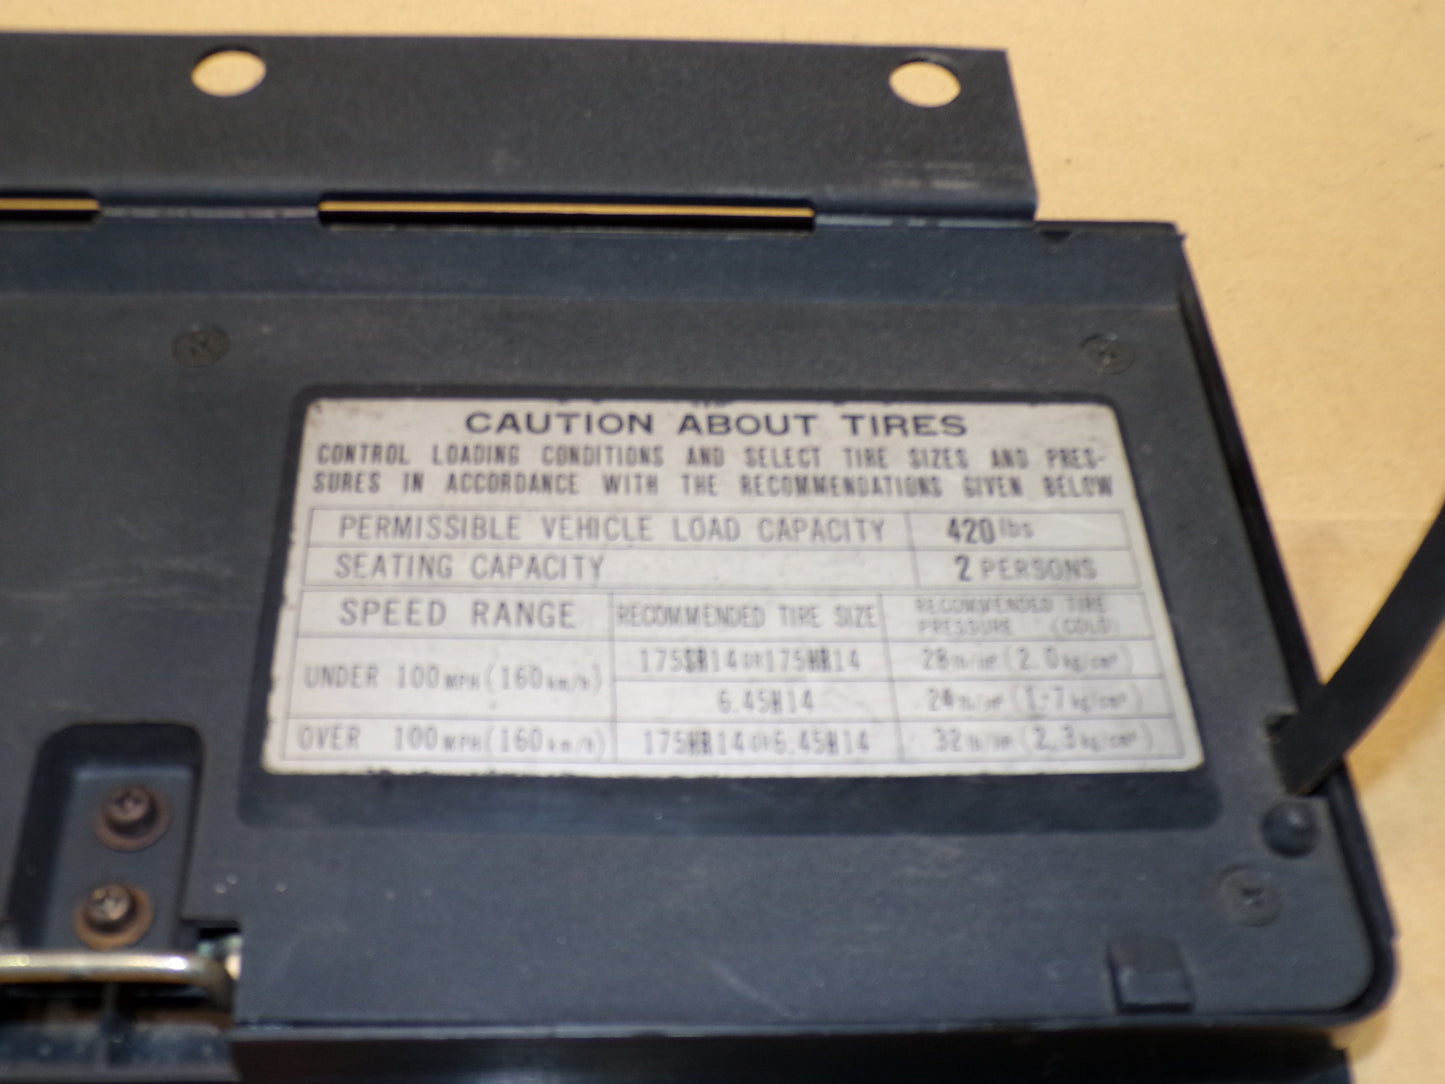 CAUTION ABOUT TIRES
CONTROL LOADING CONDITIONS AND SELECT TIRE SIZES AND PRES-
SURES IN ACCORDANCE WITH THE RECOMMENDATIONS GIVEN BELOW
PERMISSIBLE VEHICLE LOAD CAPACITY 420 lbs
SEATING CAPACITY 2 PERSONS
SPEED RANGE RECOMMENDED TIRE SIZE RECOMMENDED TIRE
PRESSURE (COLD)
UNDER 100 MPH (160 km/h) 175SR14 OR 175HR14 28 lb/in² (2.0 kg/cm²)
6.45H14 24 lb/in² (1.7 kg/cm²)
OVER 100 MPH (160 km/h) 175HR14 OR 6.45H14 32 lb/in² (2.3 kg/cm²)